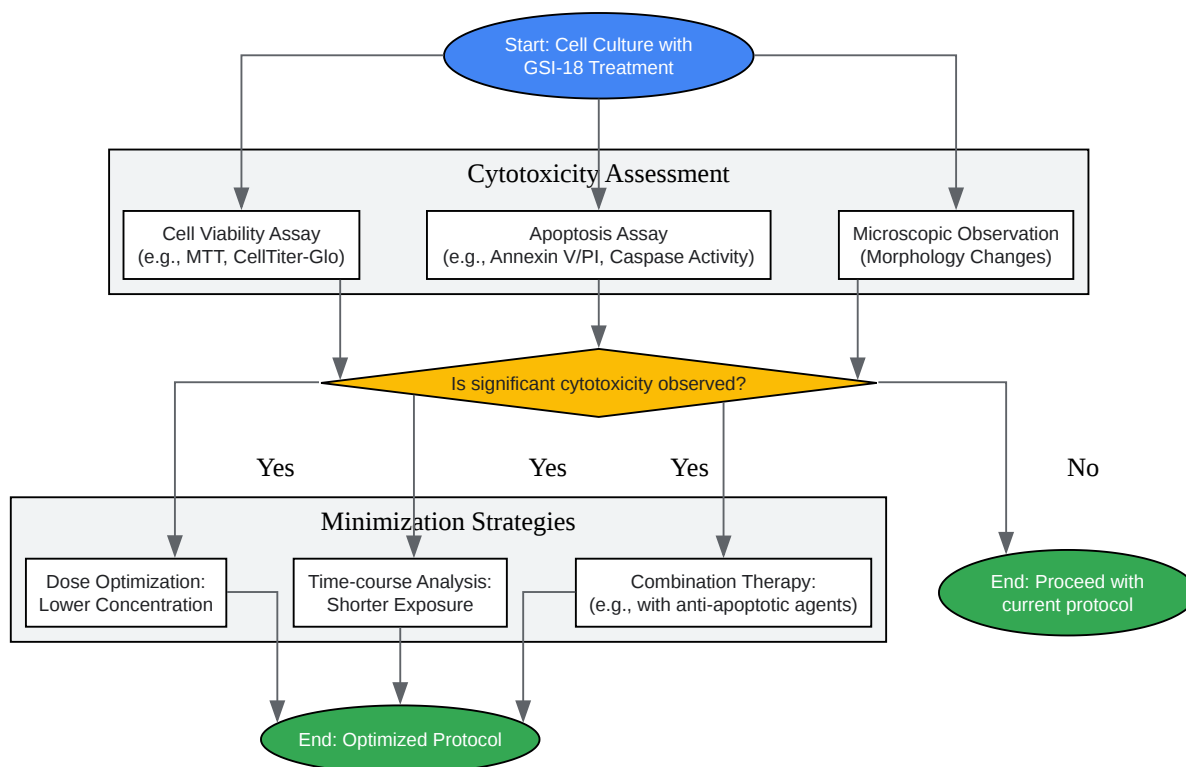 Start: Cell Culture with
GSI-18 Treatment
Cytotoxicity Assessment
Cell Viability Assay
(e.g., MTT, CellTiter-Glo)
Apoptosis Assay
(e.g., Annexin V/PI, Caspase Activity)
Microscopic Observation
(Morphology Changes)
Is significant cytotoxicity observed?
Yes
Yes
Yes
No
Minimization Strategies
Dose Optimization:
Lower Concentration
Time-course Analysis:
Shorter Exposure
Combination Therapy:
(e.g., with anti-apoptotic agents)
End: Proceed with
current protocol
End: Optimized Protocol